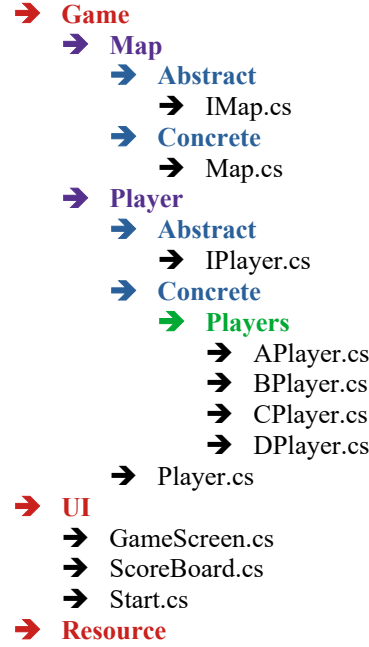 Game
Map
Abstract
IMap.cs
Concrete
Map.cs
Player
Abstract
IPlayer.cs
Concrete
Players
APlayer.cs
BPlayer.cs
CPlayer.cs
DPlayer.cs
Player.cs
UI
GameScreen.cs
ScoreBoard.cs
Start.cs
Resource